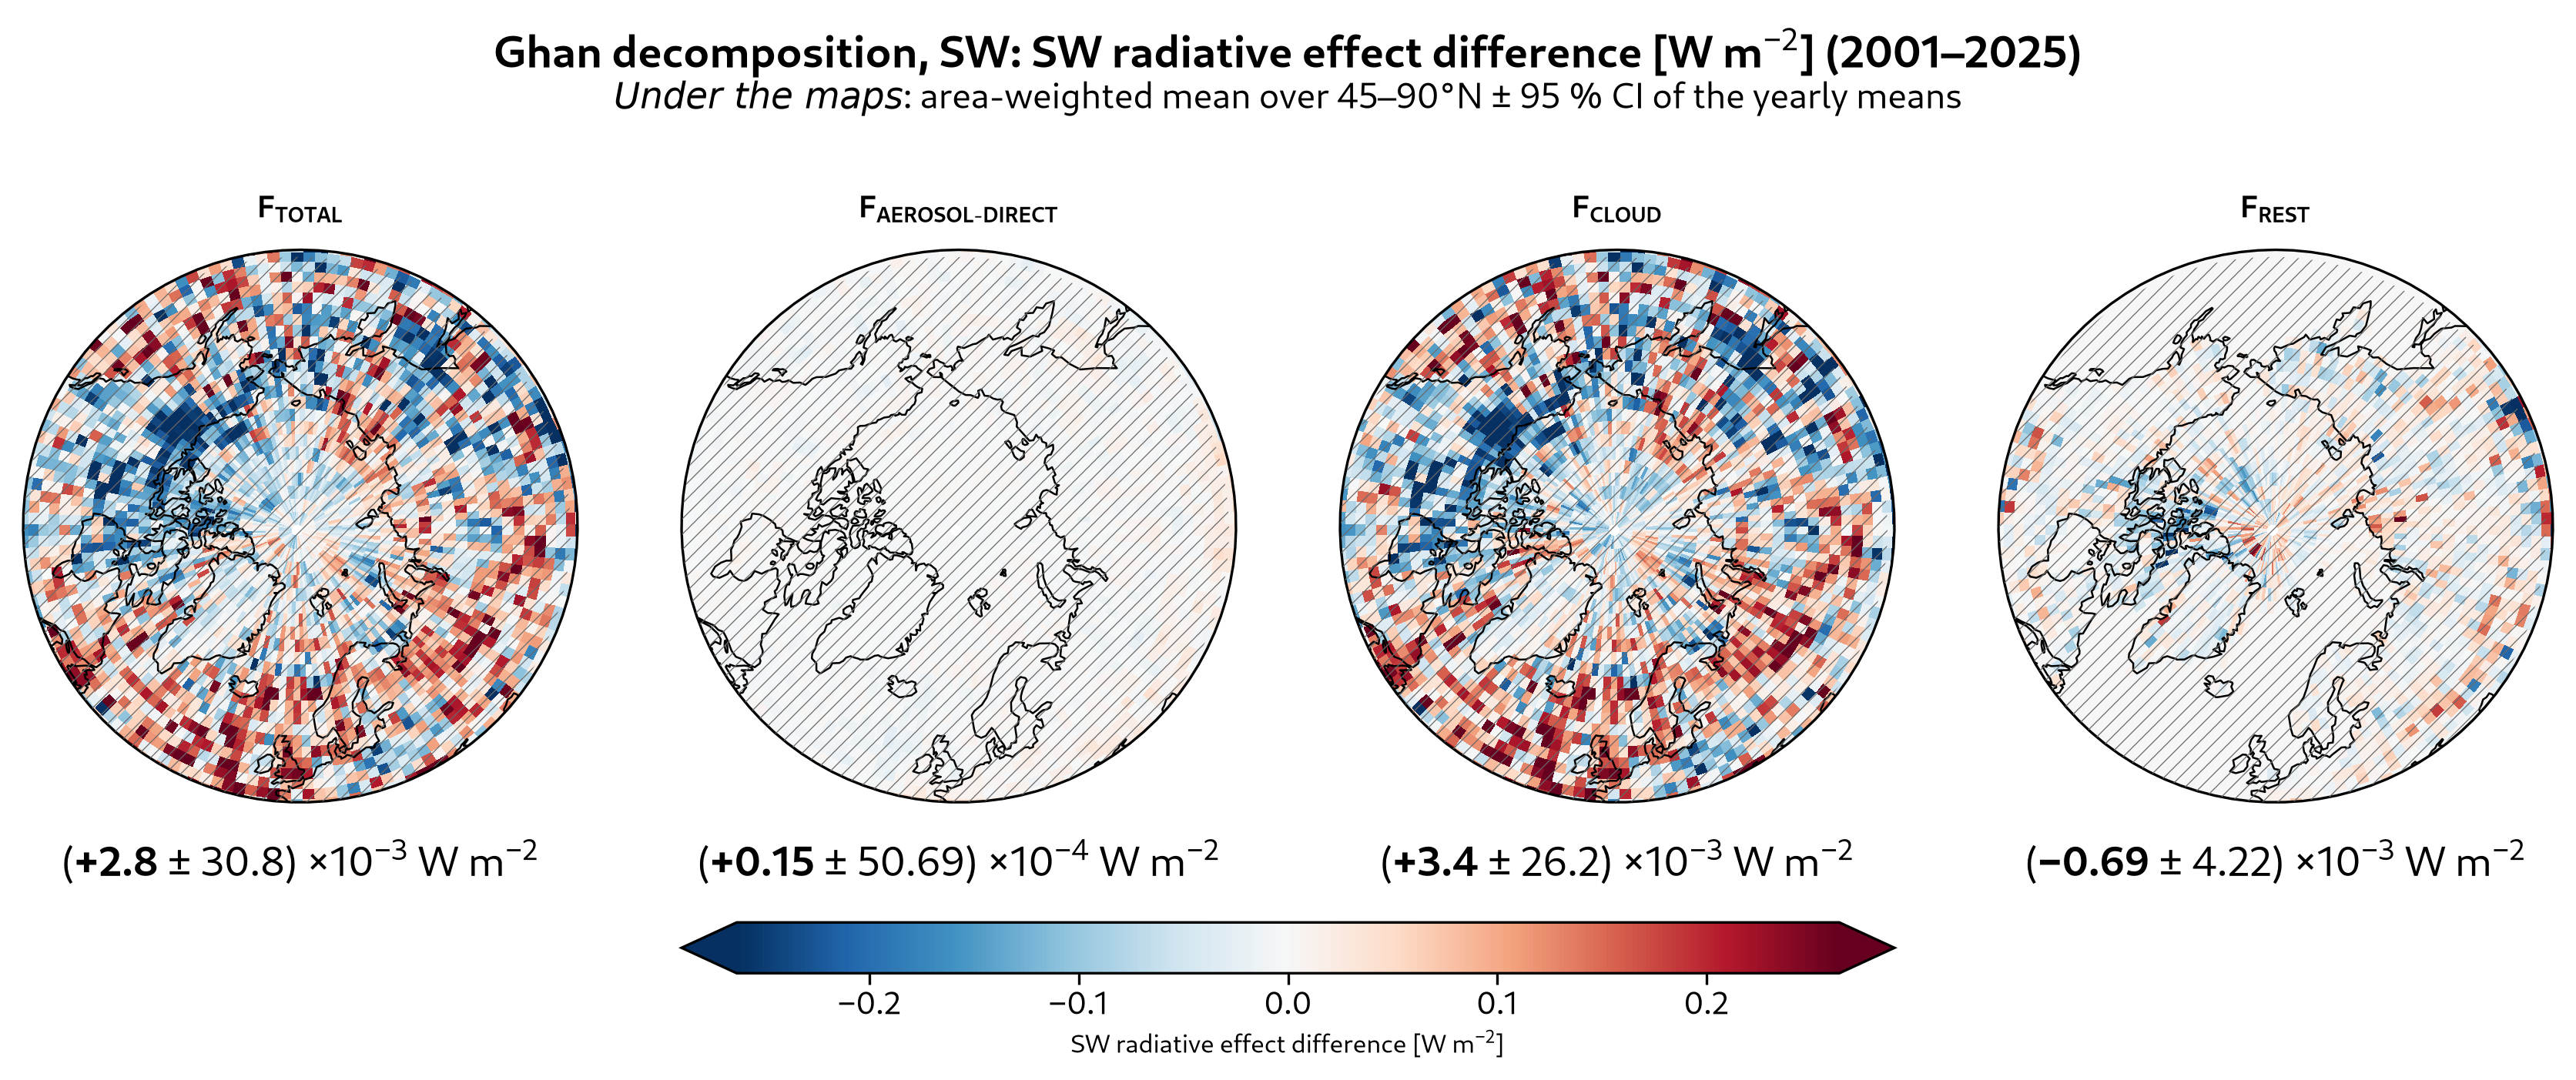 Ghan decomposition, SW: SW radiative effect difference [W m⁻²] (2001–2025)
Under the maps: area-weighted mean over 45–90°N ± 95 % CI of the yearly means
F_TOTAL
F_AEROSOL-DIRECT
F_CLOUD
F_REST
(+2.8 ± 30.8) ×10⁻³ W m⁻²
(+0.15 ± 50.69) ×10⁻⁴ W m⁻²
(+3.4 ± 26.2) ×10⁻³ W m⁻²
(−0.69 ± 4.22) ×10⁻³ W m⁻²
−0.2 −0.1 0.0 0.1 0.2
SW radiative effect difference [W m⁻²]